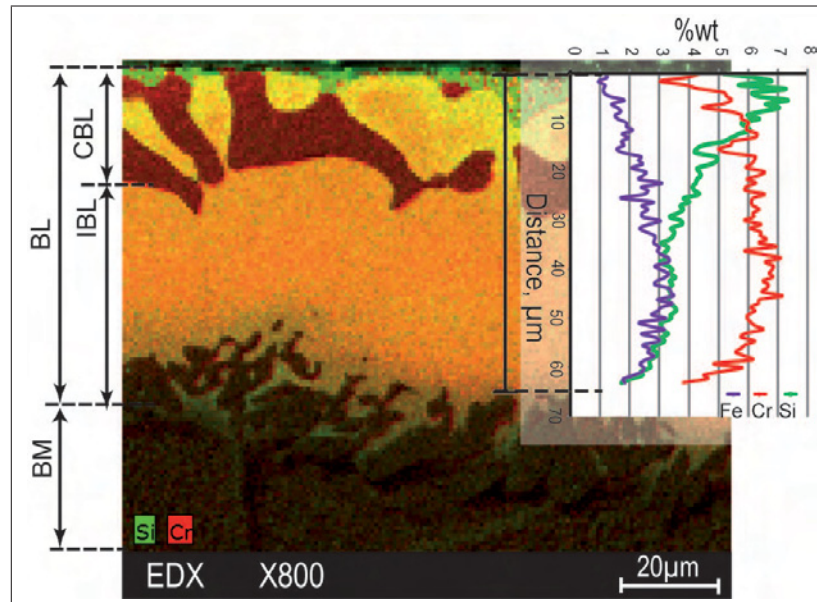 %wt
0 1 2 3 4 5 6 7 8
BL
CBL
IBL
BM
Distance, µm
10
20
30
40
50
60
70
Fe Cr Si
Si Cr
EDX X800 20µm